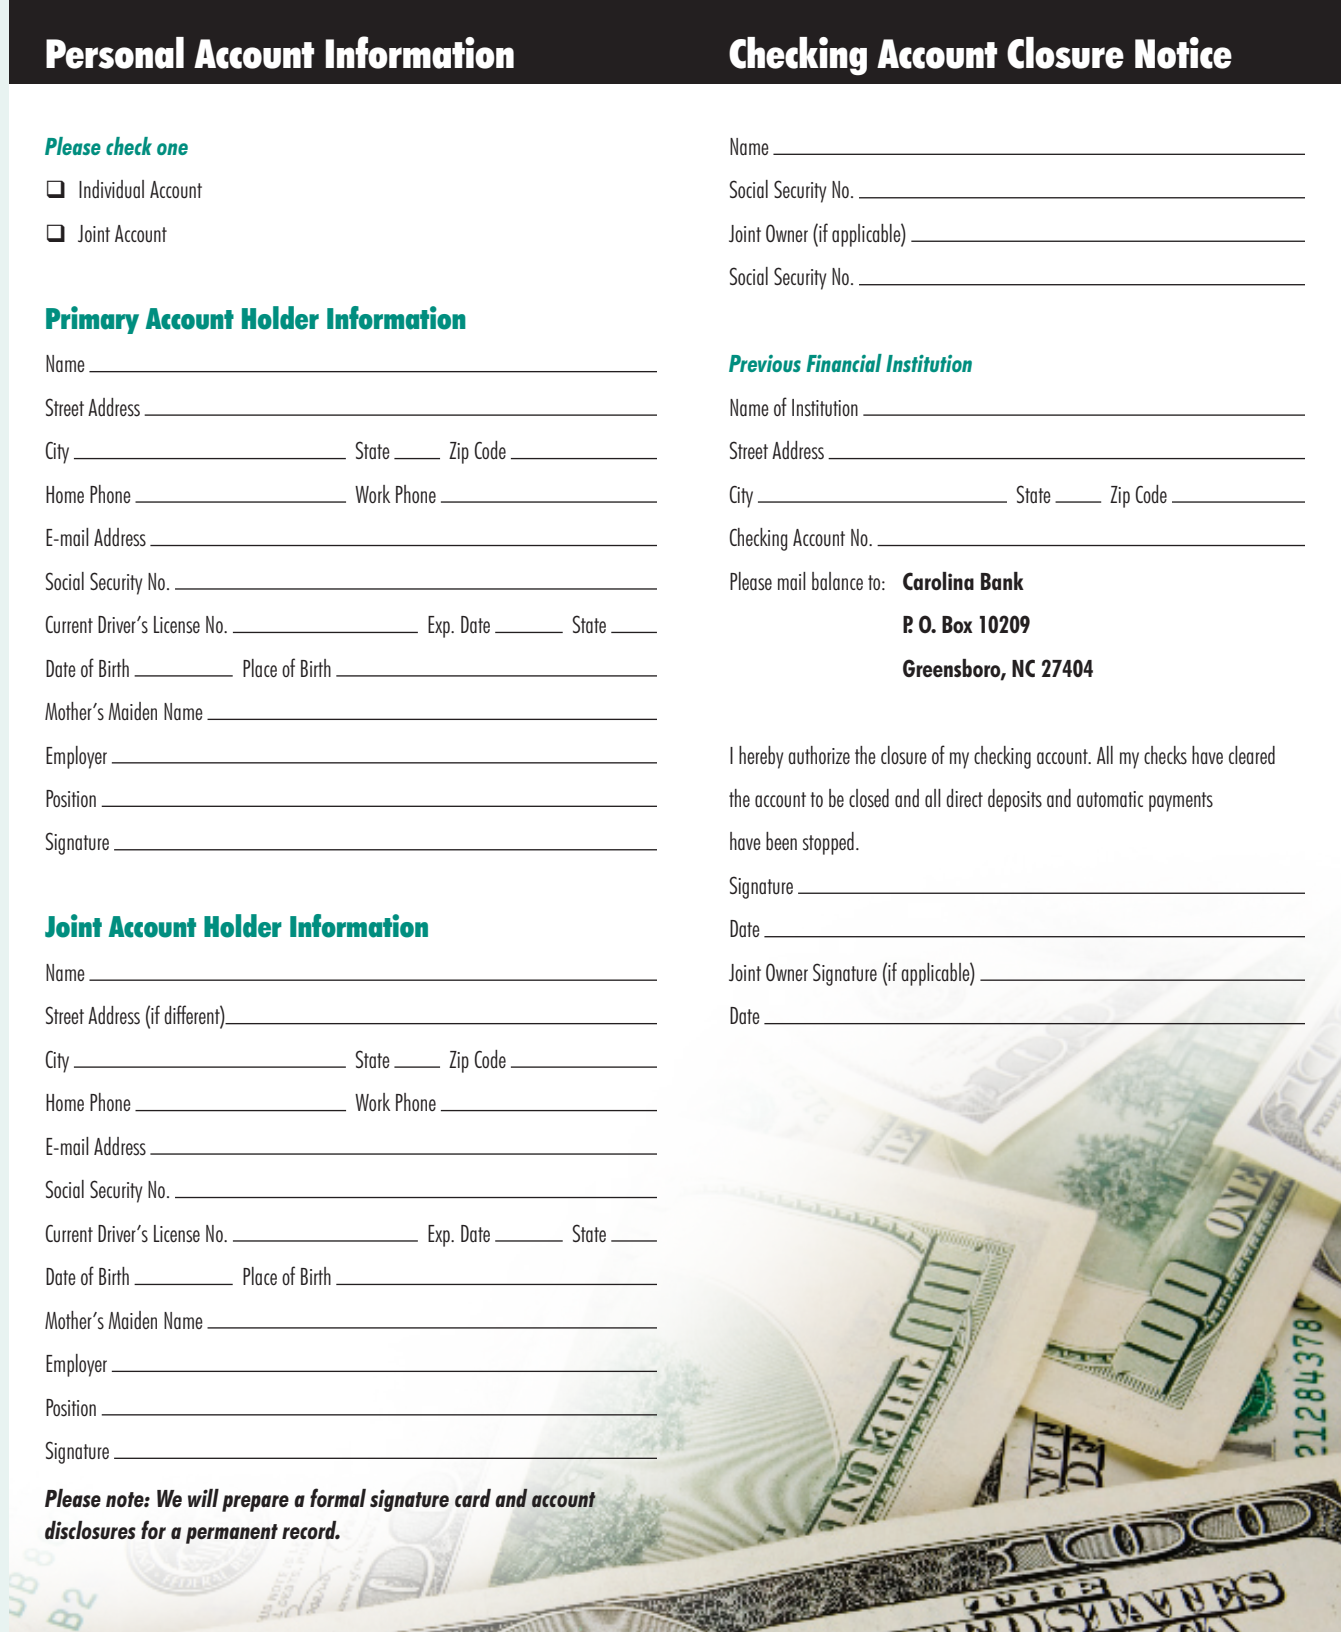 Personal Account Information
Please check one
❑ Individual Account
❑ Joint Account
Primary Account Holder Information
Name
Street Address
City State Zip Code
Home Phone Work Phone
E-mail Address
Social Security No.
Current Driver's License No. Exp. Date State
Date of Birth Place of Birth
Mother's Maiden Name
Employer
Position
Signature
Joint Account Holder Information
Name
Street Address (if different)
City State Zip Code
Home Phone Work Phone
E-mail Address
Social Security No.
Current Driver's License No. Exp. Date State
Date of Birth Place of Birth
Mother's Maiden Name
Employer
Position
Signature
Please note: We will prepare a formal signature card and account
disclosures for a permanent record.
Checking Account Closure Notice
Name
Social Security No.
Joint Owner (if applicable)
Social Security No.
Previous Financial Institution
Name of Institution
Street Address
City State Zip Code
Checking Account No.
Please mail balance to: Carolina Bank
P. O. Box 10209
Greensboro, NC 27404
I hereby authorize the closure of my checking account. All my checks have cleared
the account to be closed and all direct deposits and automatic payments
have been stopped.
Signature
Date
Joint Owner Signature (if applicable)
Date
100
100
ONE
100
100
21284378
100
THE
B2